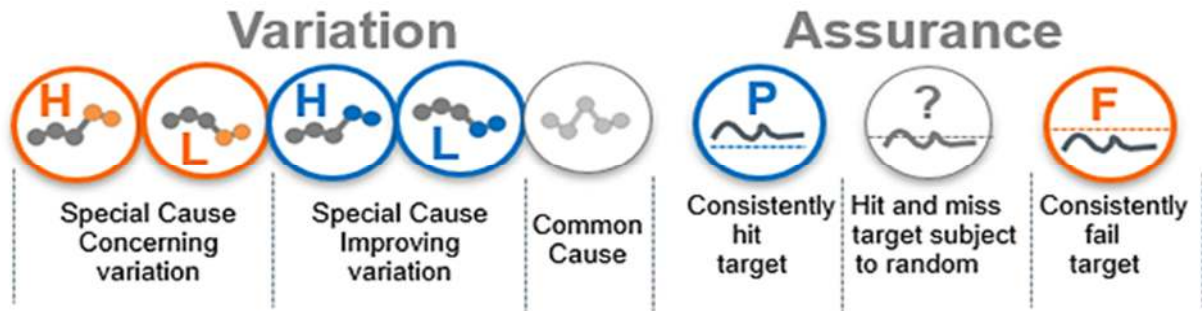 Variation
Assurance
H
L
H
L
P
?
F
Special Cause
Concerning
variation
Special Cause
Improving
variation
Common
Cause
Consistently
hit
target
Hit and miss
target subject
to random
Consistently
fail
target